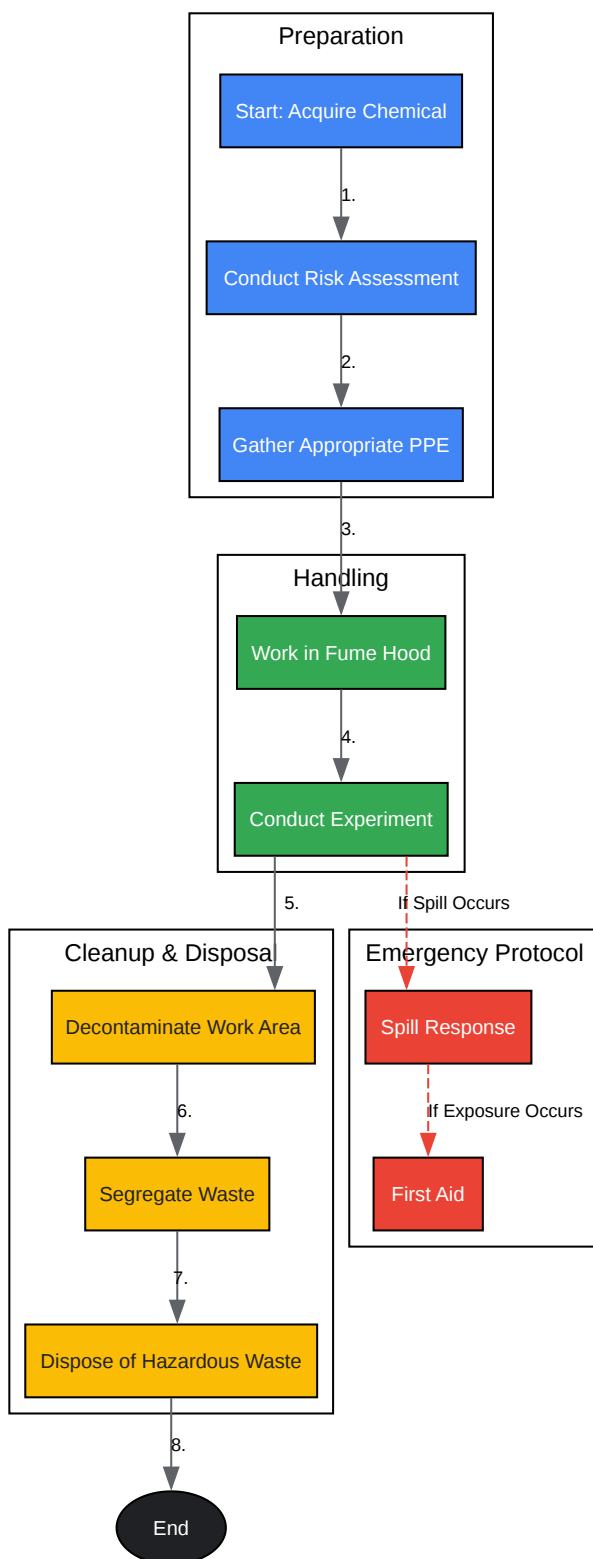 Preparation
Start: Acquire Chemical
1.
Conduct Risk Assessment
2.
Gather Appropriate PPE
3.
Handling
Work in Fume Hood
4.
Conduct Experiment
5.
If Spill Occurs
Cleanup & Disposal
Emergency Protocol
Decontaminate Work Area
Spill Response
6.
If Exposure Occurs
Segregate Waste
First Aid
7.
Dispose of Hazardous Waste
8.
End